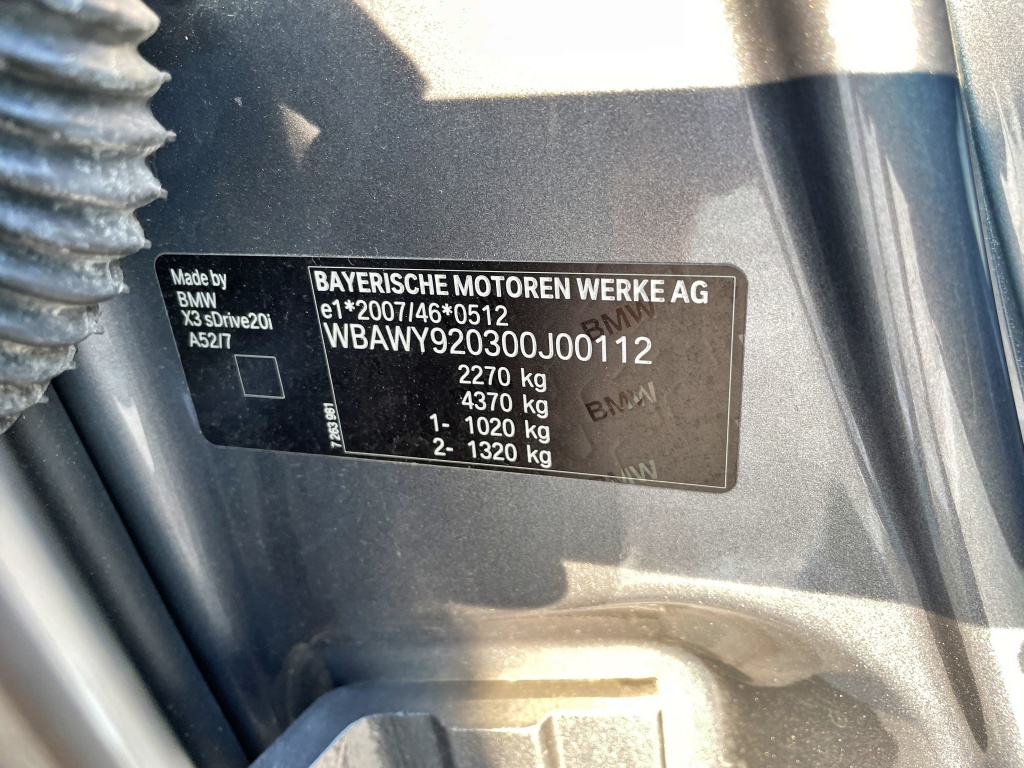 Made by
BMW
X3 sDrive20i
A52/7
BAYERISCHE MOTOREN WERKE AG
e1*2007/46*0512
WBAWY920300J00112
2270 kg
4370 kg
1- 1020 kg
2- 1320 kg
7 263 961
BMW
BMW
BMW